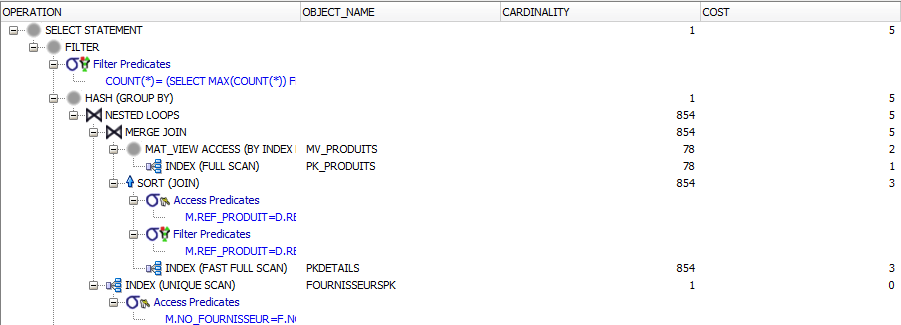 OPERATION OBJECT_NAME CARDINALITY COST
SELECT STATEMENT 1 5
FILTER
Filter Predicates
COUNT(*)= (SELECT MAX(COUNT(*)) F
HASH (GROUP BY) 1 5
NESTED LOOPS 854 5
MERGE JOIN 854 5
MAT_VIEW ACCESS (BY INDEX MV_PRODUITS 78 2
INDEX (FULL SCAN) PK_PRODUITS 78 1
SORT (JOIN) 854 3
Access Predicates
M.REF_PRODUIT=D.RE
Filter Predicates
M.REF_PRODUIT=D.RE
INDEX (FAST FULL SCAN) PKDETAILS 854 3
INDEX (UNIQUE SCAN) FOURNISSEURSPK 1 0
Access Predicates
M.NO_FOURNISSEUR=F.NO